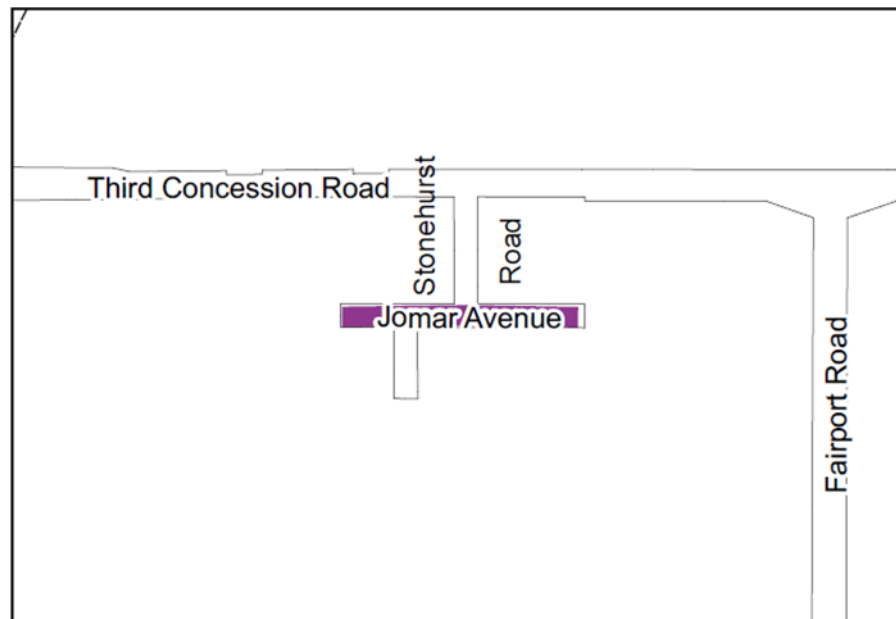 Third Concession Road
Stonehurst
Road
Jomar Avenue
Fairport Road